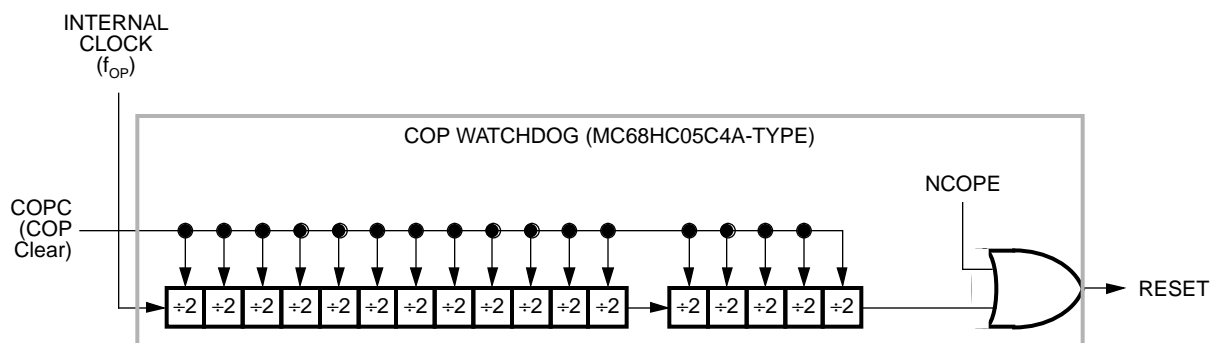 INTERNAL
CLOCK
(fOP)
COP WATCHDOG (MC68HC05C4A-TYPE)
NCOPE
COPC
(COP
Clear)
÷2 ÷2 ÷2 ÷2 ÷2 ÷2 ÷2 ÷2 ÷2 ÷2 ÷2 ÷2 ÷2 ÷2 ÷2 ÷2 ÷2
RESET